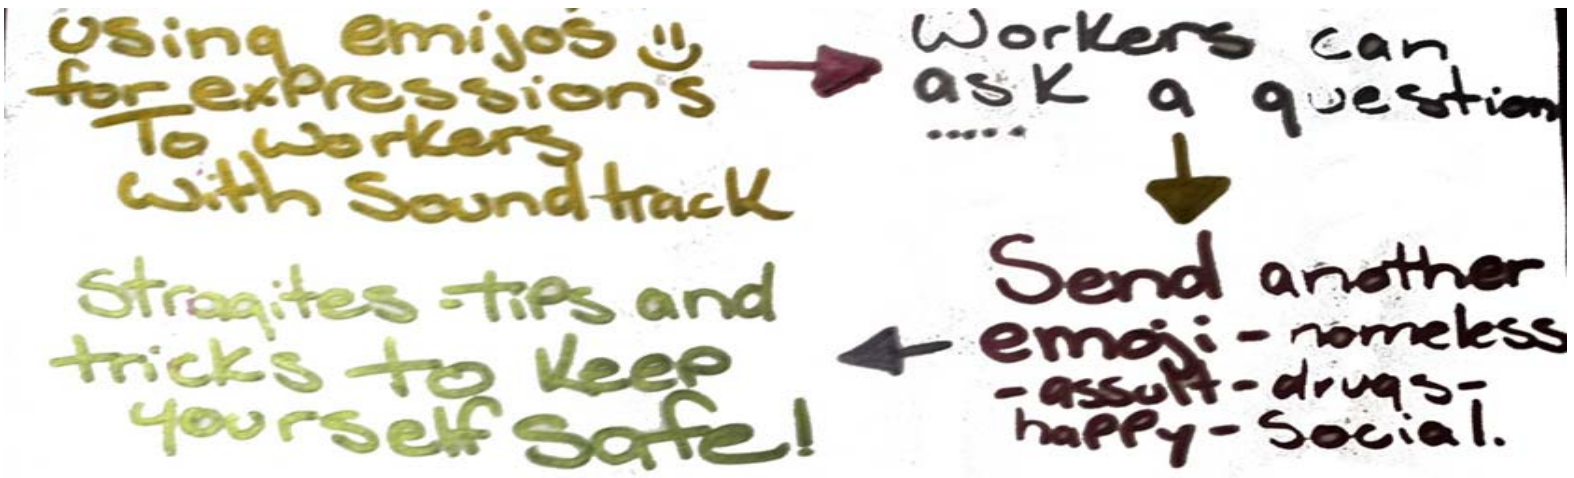 Using emijos
for expressions
To workers
with Soundtrack
Workers can
ask a question
.....
Send another
emoji - homeless
- assult - drugs -
happy - Social.
Stragites - tips and
tricks to keep
yourself safe!